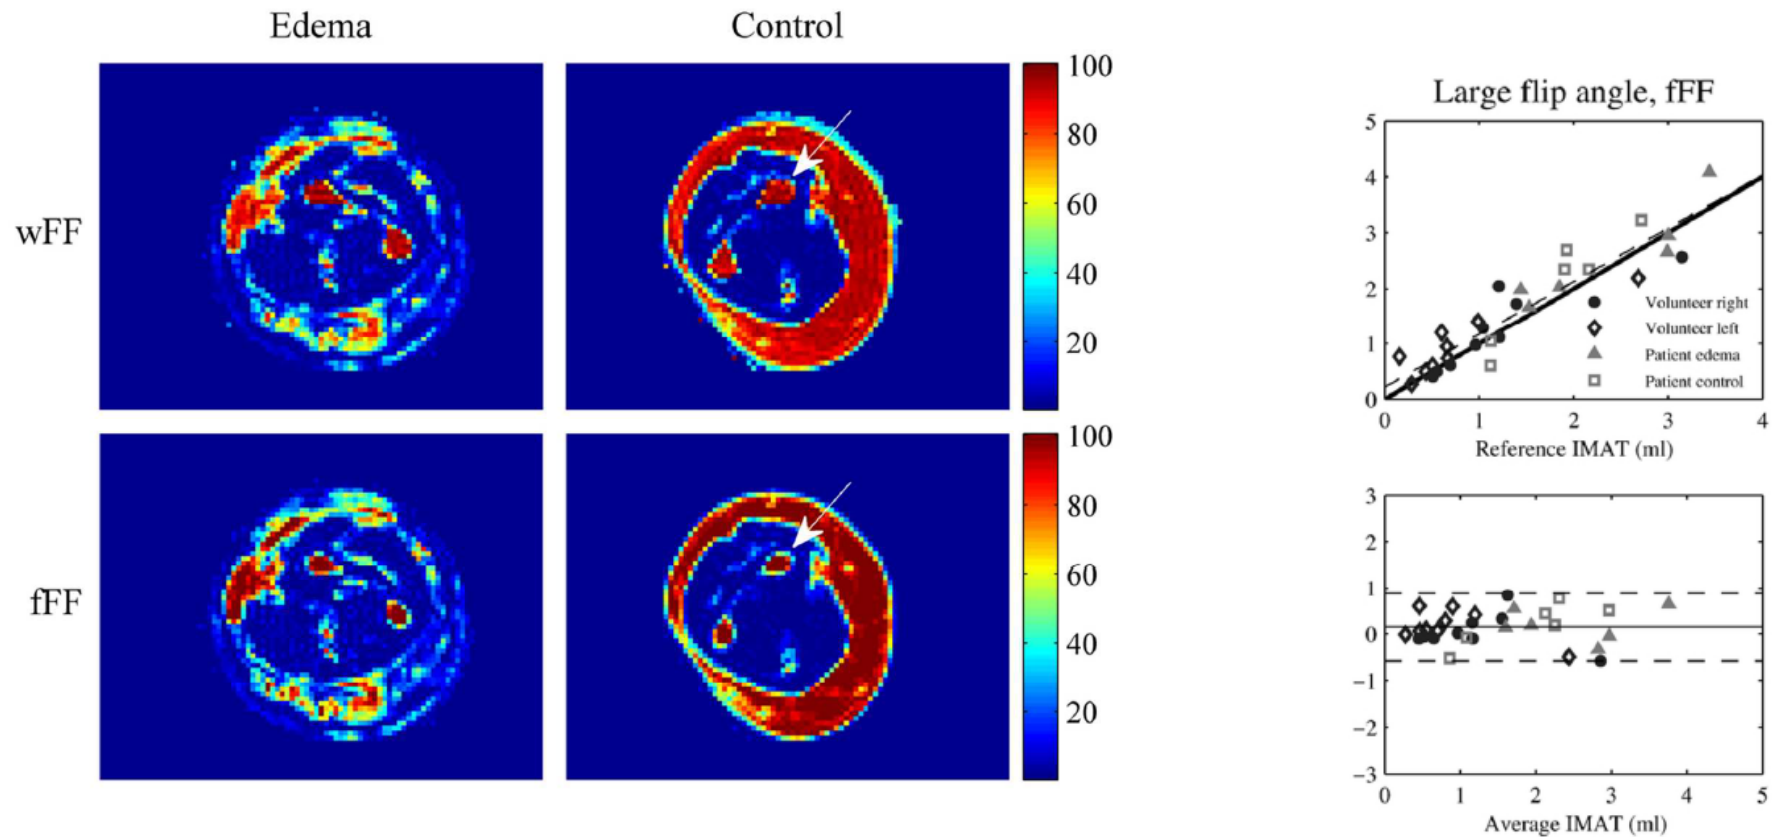 Edema
Control
wFF
100
80
60
40
20
fFF
100
80
60
40
20
Large flip angle, fFF
5
4
3
2
1
0
0 1 2 3 4
Reference IMAT (ml)
Volunteer right
Volunteer left
Patient edema
Patient control
3
2
1
0
−1
−2
−3
0 1 2 3 4 5
Average IMAT (ml)